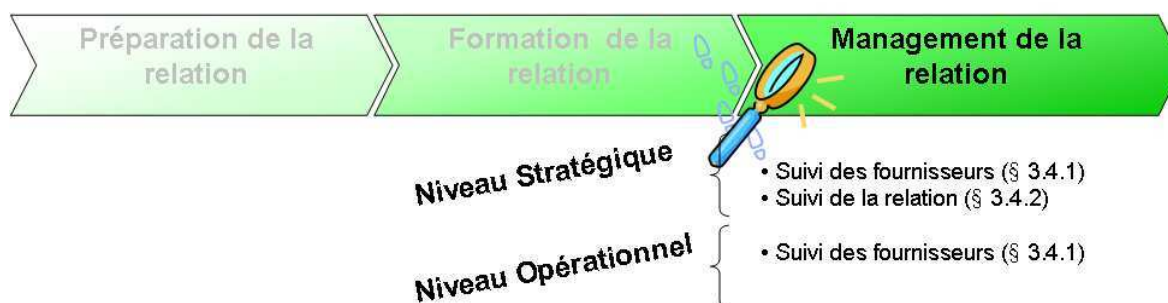 Préparation de la
relation
Formation de la
relation
Management de la
relation
Niveau Stratégique
• Suivi des fournisseurs (§ 3.4.1)
• Suivi de la relation (§ 3.4.2)
Niveau Opérationnel
• Suivi des fournisseurs (§ 3.4.1)